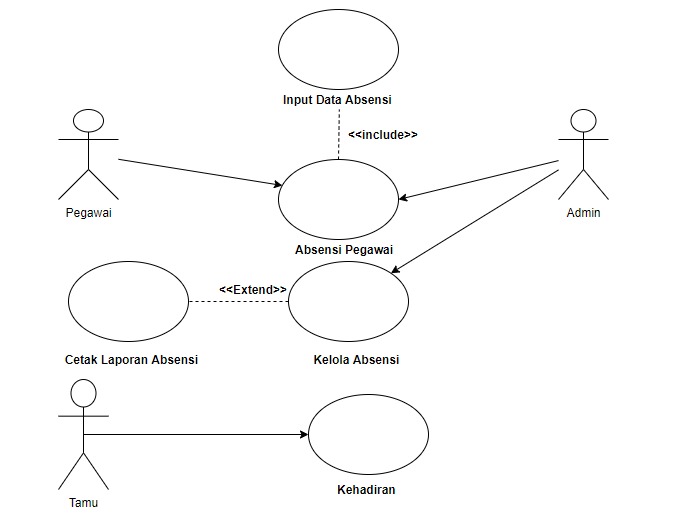 Input Data Absensi
<<include>>
Pegawai
Admin
Absensi Pegawai
<<Extend>>
Cetak Laporan Absensi
Kelola Absensi
Kehadiran
Tamu